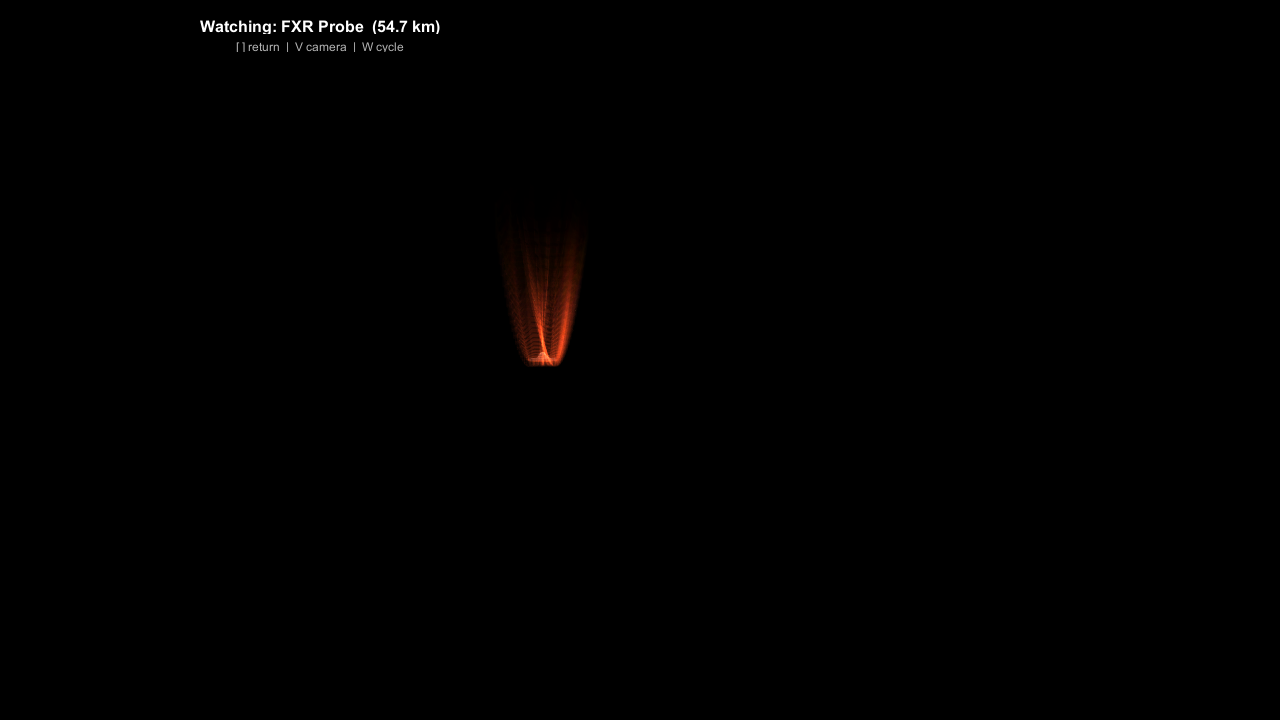 Watching: FXR Probe (54.7 km)
[ ] return | V camera | W cycle